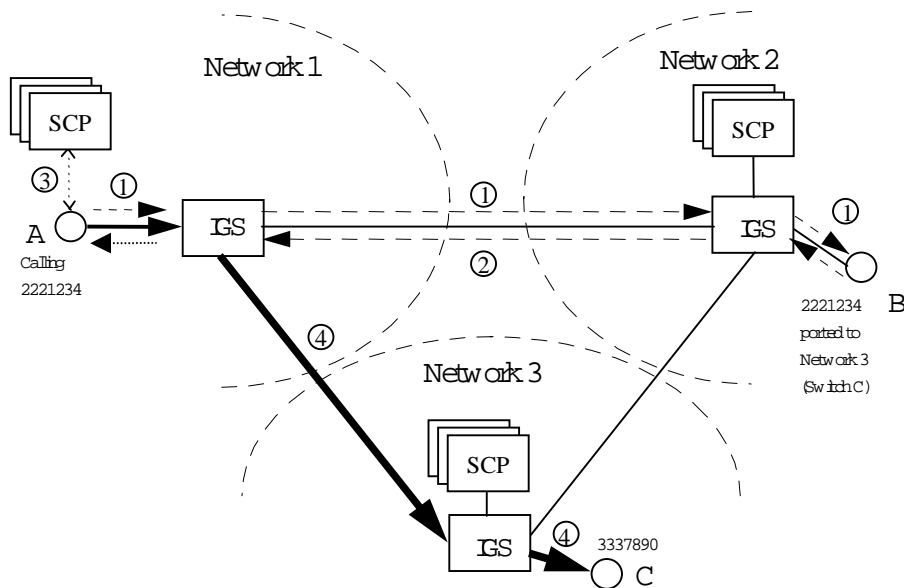 Network 1
Network 2
SCP
SCP
3
1
1
1
IGS
IGS
A
Calling
2221234
2
B
2221234
ported to
Network 3
(Switch C)
4
Network 3
SCP
IGS
4
3337890
C